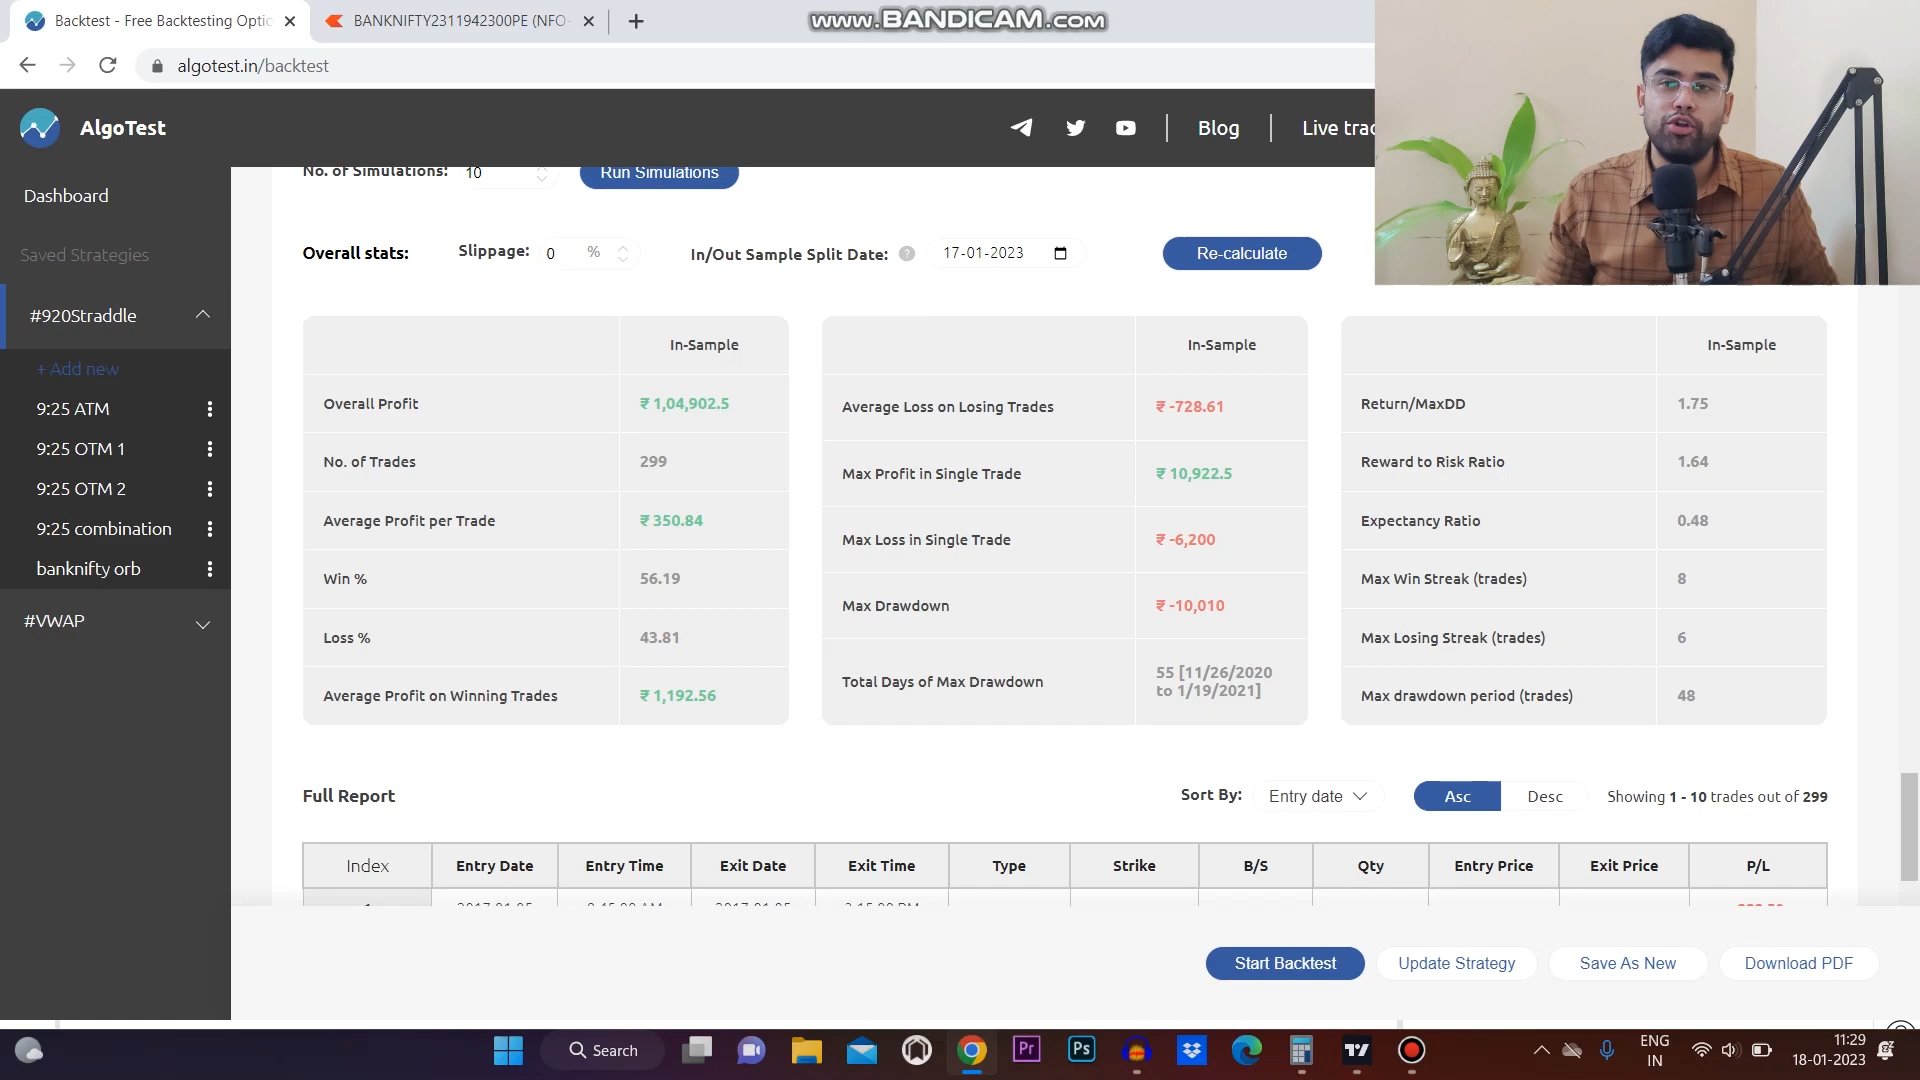 Backtest - Free Backtesting Optio
BANKNIFTY2311942300PE (NFO-
www.BANDICAM.com
algotest.in/backtest
AlgoTest
Blog
Live trac
Dashboard
Saved Strategies
#920Straddle
+ Add new
9:25 ATM
9:25 OTM 1
9:25 OTM 2
9:25 combination
banknifty orb
#VWAP
No. of Simulations: 10 Run Simulations
Overall stats: Slippage: 0 % In/Out Sample Split Date: ? 17-01-2023 Re-calculate
In-Sample
Overall Profit ₹ 1,04,902.5
No. of Trades 299
Average Profit per Trade ₹ 350.84
Win % 56.19
Loss % 43.81
Average Profit on Winning Trades ₹ 1,192.56
In-Sample
Average Loss on Losing Trades ₹ -728.61
Max Profit in Single Trade ₹ 10,922.5
Max Loss in Single Trade ₹ -6,200
Max Drawdown ₹ -10,010
Total Days of Max Drawdown 55 [11/26/2020
to 1/19/2021]
In-Sample
Return/MaxDD 1.75
Reward to Risk Ratio 1.64
Expectancy Ratio 0.48
Max Win Streak (trades) 8
Max Losing Streak (trades) 6
Max drawdown period (trades) 48
Full Report Sort By: Entry date Asc Desc Showing 1 - 10 trades out of 299
Index Entry Date Entry Time Exit Date Exit Time Type Strike B/S Qty Entry Price Exit Price P/L
Start Backtest Update Strategy Save As New Download PDF
Search
Pr
Ps
ENG
IN
11:29
18-01-2023